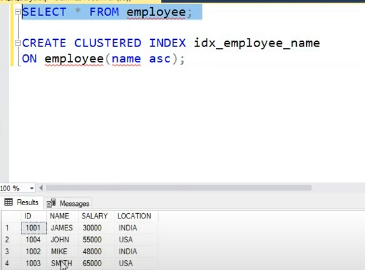 SELECT * FROM employee;
CREATE CLUSTERED INDEX idx_employee_name
ON employee(name asc);
100 %
Results Messages
ID NAME SALARY LOCATION
1 1001 JAMES 30000 INDIA
2 1004 JOHN 55000 USA
3 1002 MIKE 48000 INDIA
4 1003 SMITH 65000 USA